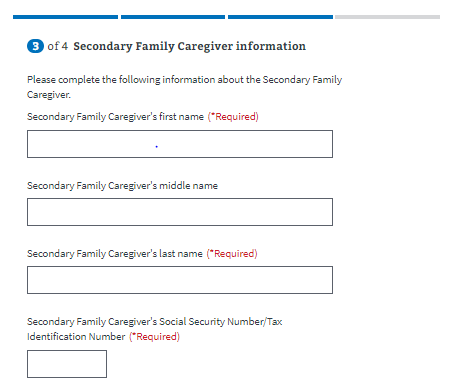 3 of 4 Secondary Family Caregiver information
Please complete the following information about the Secondary Family
Caregiver.
Secondary Family Caregiver's first name (*Required)
Secondary Family Caregiver's middle name
Secondary Family Caregiver's last name (*Required)
Secondary Family Caregiver's Social Security Number/Tax
Identification Number (*Required)